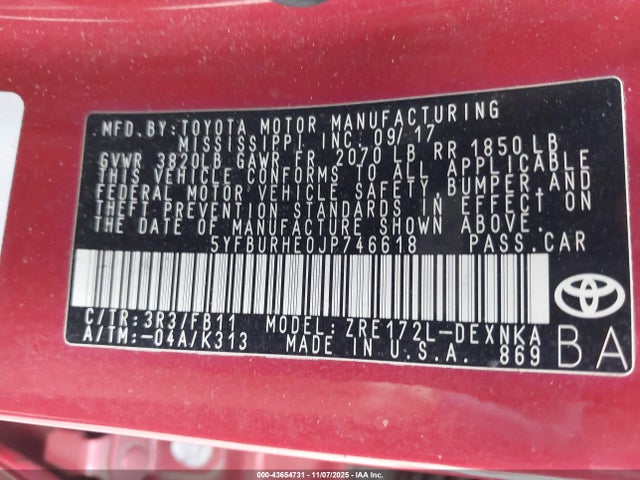 MFD. BY: TOYOTA MOTOR MANUFACTURING
MISSISSIPPI, INC. 09/17
GVWR 3820LB GAWR FR 2070LB RR 1850LB
THIS VEHICLE CONFORMS TO ALL APPLICABLE
FEDERAL MOTOR VEHICLE SAFETY, BUMPER, AND
THEFT PREVENTION STANDARDS IN EFFECT ON
THE DATE OF MANUFACTURE SHOWN ABOVE.
5YFBURHE0JP746618 PASS.CAR
C/TR:3R3/FB11 MODEL: ZRE172L-DEXNKA
A/TM:-04A/K313 MADE IN U.S.A. 869
BA
000-43654731 - 11/07/2025 - IAA Inc.